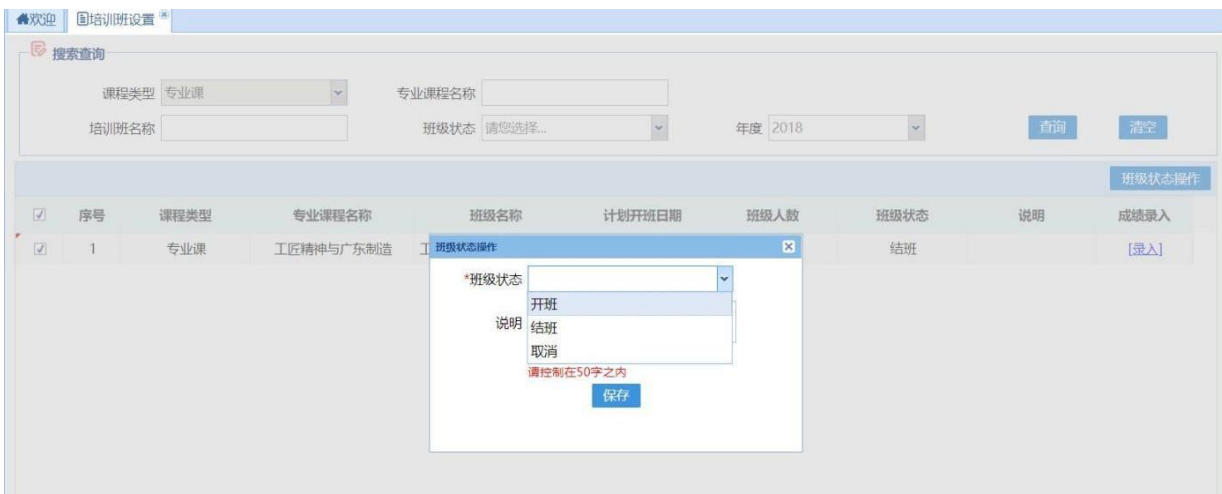 欢迎 培训班设置
搜索查询
课程类型 专业课 专业课程名称
培训班名称 班级状态 请您选择... 年度 2018 查询 清空
班级状态操作
序号 课程类型 专业课程名称 班级名称 计划开班日期 班级人数 班级状态 说明 成绩录入
1 专业课 工匠精神与广东制造 工 结班 [录入]
班级状态操作
*班级状态
开班
说明 结班
取消
请控制在50字之内
保存